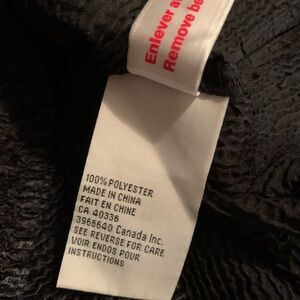 Enlever a
Remove be
100% POLYESTER
MADE IN CHINA
FAIT EN CHINE
CA 40336
3966640 Canada Inc.
SEE REVERSE FOR CARE
VOIR ENDOS POUR
INSTRUCTIONS